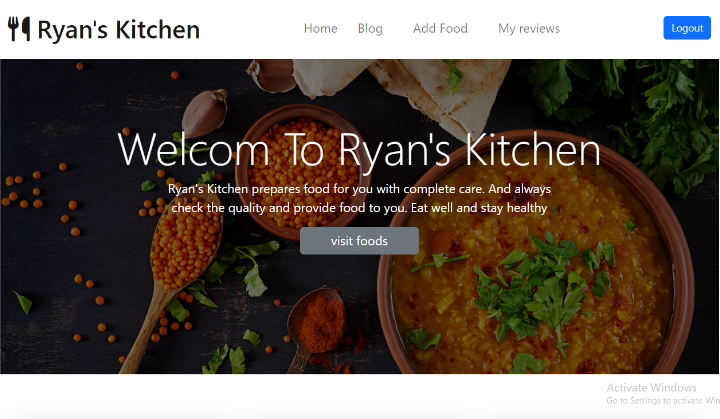 Ryan's Kitchen
Home Blog Add Food My reviews
Logout
Welcom To Ryan's Kitchen
Ryan's Kitchen prepares food for you with complete care. And always
check the quality and provide food to you. Eat well and stay healthy
visit foods
Activate Windows
Go to Settings to activate Win